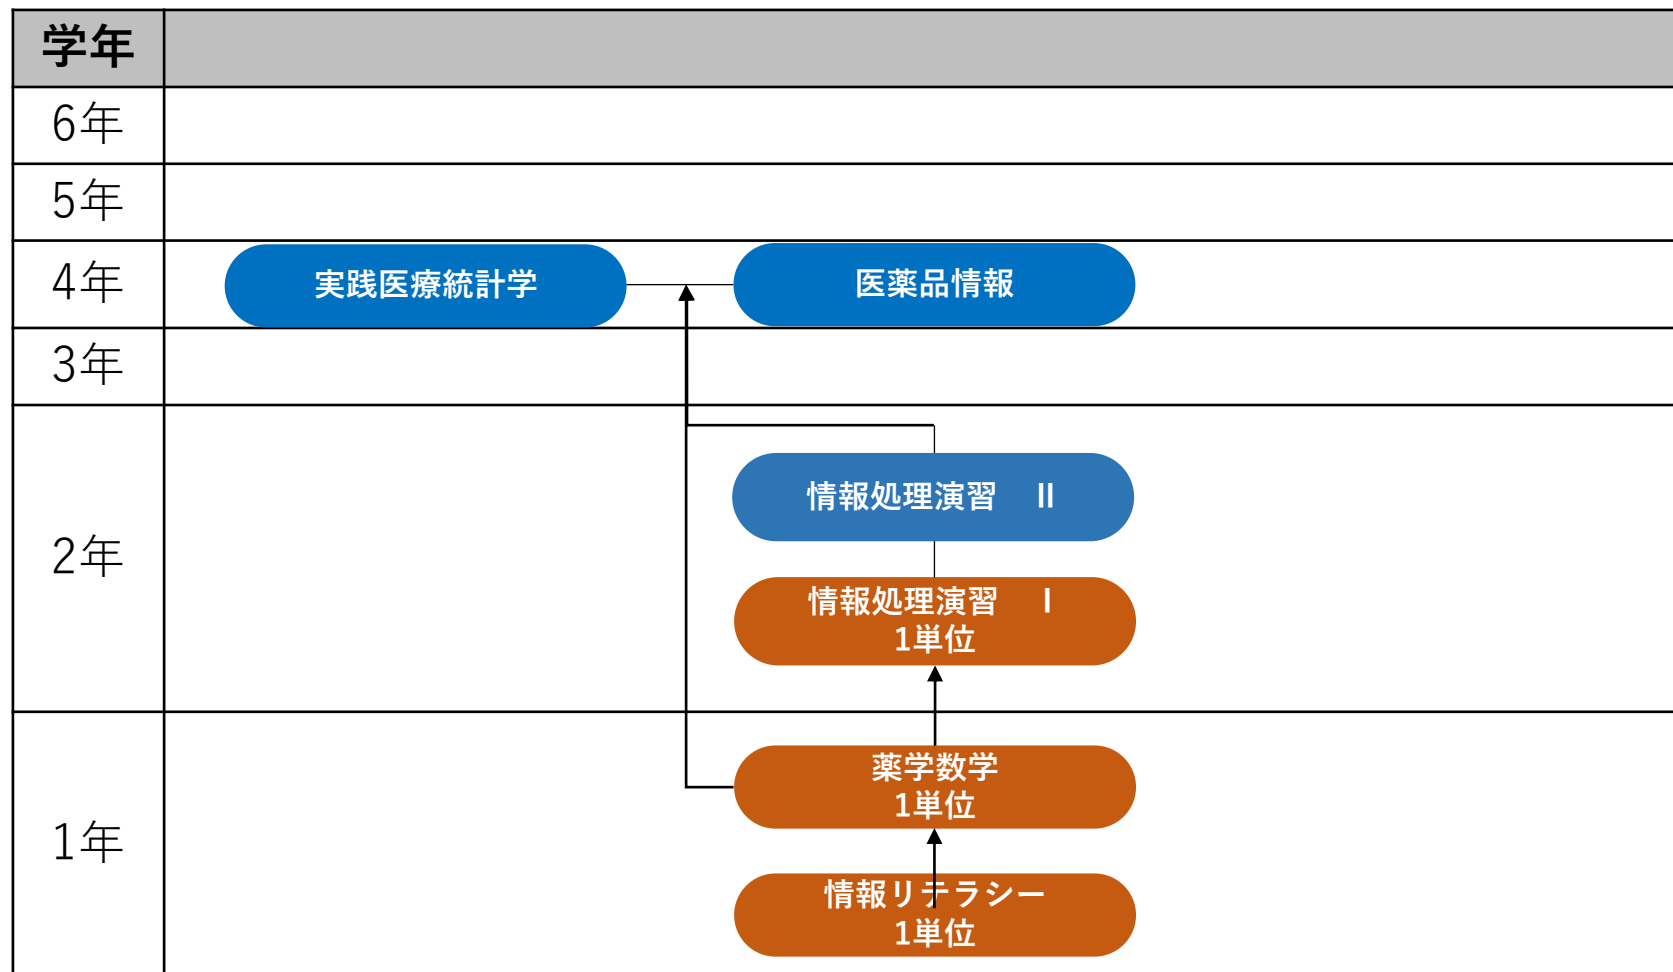 学年
6年
5年
4年
実践医療統計学
医薬品情報
3年
2年
情報処理演習　Ⅱ
情報処理演習　Ⅰ
1単位
1年
薬学数学
1単位
情報リテラシー
1単位